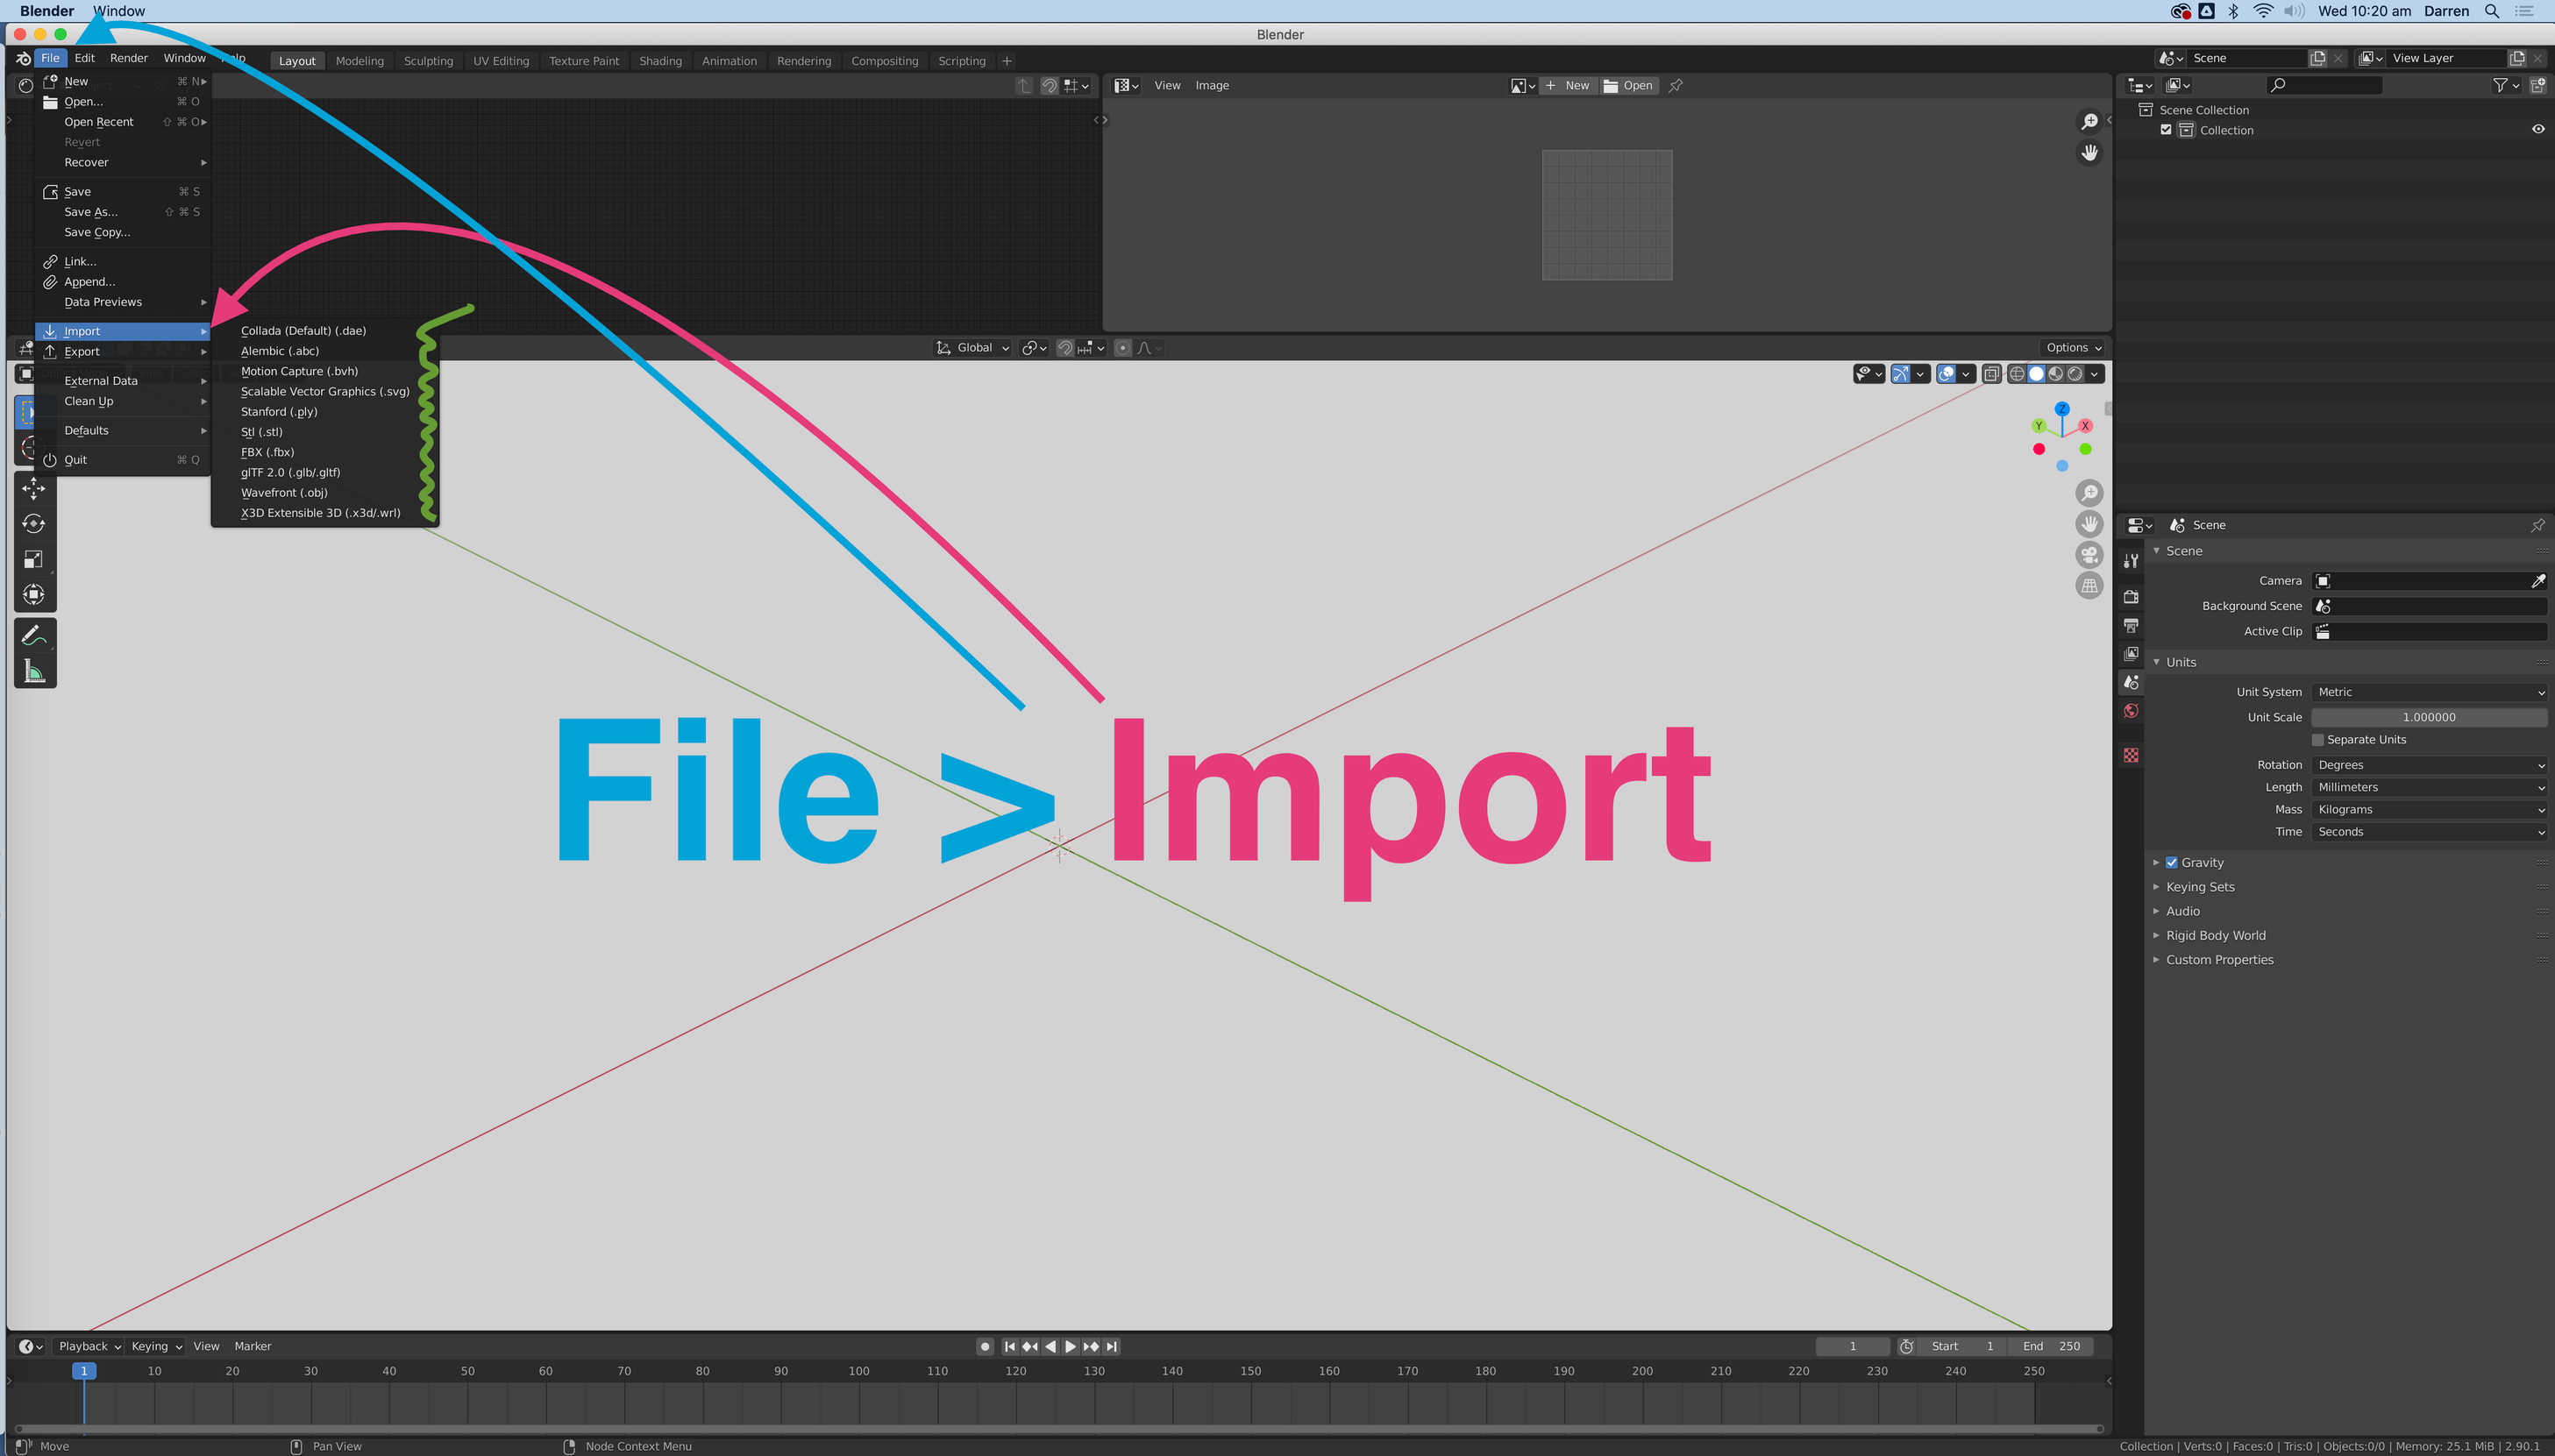 Blender Window
Wed 10:20 am Darren
Blender
File Edit Render Window Help
Layout Modeling Sculpting UV Editing Texture Paint Shading Animation Rendering Compositing Scripting +
Scene
View Layer
New ⌘ N
Open... ⌘ O
Open Recent ⇧ ⌘ O
Revert
Recover
Save ⌘ S
Save As... ⇧ ⌘ S
Save Copy...
Link...
Append...
Data Previews
Import
Export
External Data
Clean Up
Defaults
Quit ⌘ Q
Collada (Default) (.dae)
Alembic (.abc)
Motion Capture (.bvh)
Scalable Vector Graphics (.svg)
Stanford (.ply)
Stl (.stl)
FBX (.fbx)
glTF 2.0 (.glb/.gltf)
Wavefront (.obj)
X3D Extensible 3D (.x3d/.wrl)
View Image
+ New Open
Global
Options
Z
Y X
File > Import
Scene Collection
Collection
Scene
Scene
Camera
Background Scene
Active Clip
Units
Unit System Metric
Unit Scale 1.000000
Separate Units
Rotation Degrees
Length Millimeters
Mass Kilograms
Time Seconds
Gravity
Keying Sets
Audio
Rigid Body World
Custom Properties
Playback Keying View Marker
1 Start 1 End 250
1 10 20 30 40 50 60 70 80 90 100 110 120 130 140 150 160 170 180 190 200 210 220 230 240 250
Move Pan View Node Context Menu
Collection | Verts:0 | Faces:0 | Tris:0 | Objects:0/0 | Memory: 25.1 MiB | 2.90.1